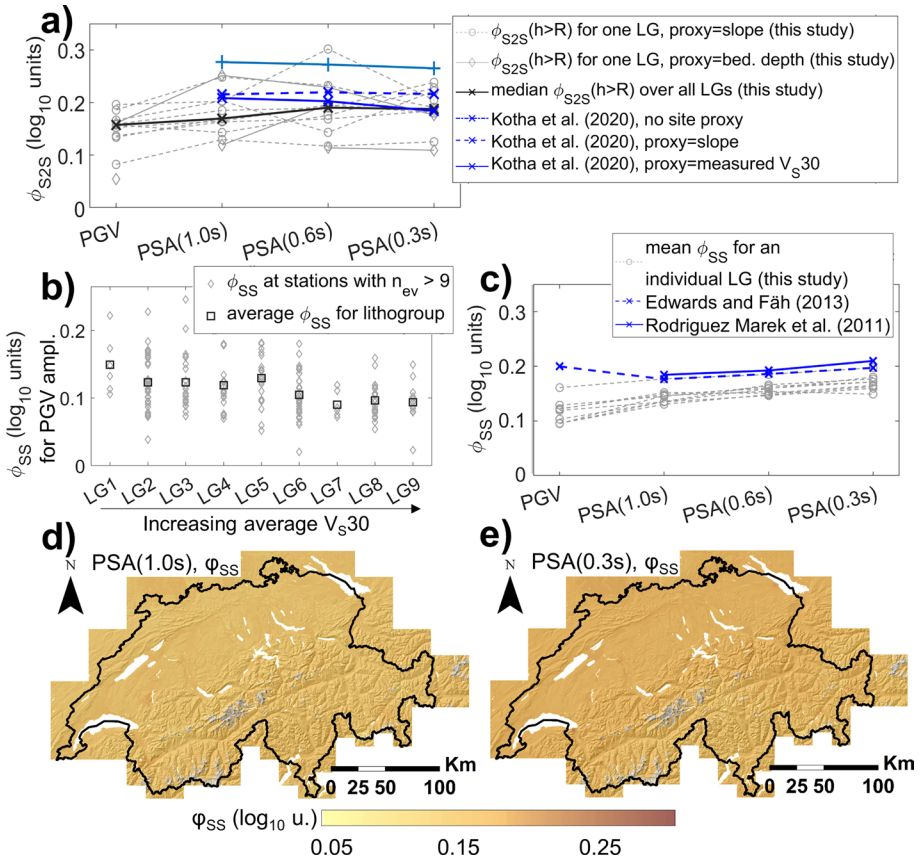 a)
0.3
0.2
0.1
0
ϕS2S (log10 units)
PGV
PSA(1.0s)
PSA(0.6s)
PSA(0.3s)
ϕS2S(h>R) for one LG, proxy=slope (this study)
ϕS2S(h>R) for one LG, proxy=bed. depth (this study)
median ϕS2S(h>R) over all LGs (this study)
Kotha et al. (2020), no site proxy
Kotha et al. (2020), proxy=slope
Kotha et al. (2020), proxy=measured VS30
b)
ϕSS at stations with nev > 9
average ϕSS for lithogroup
0.2
0.1
0
ϕSS (log10 units)
for PGV ampl.
LG1
LG2
LG3
LG4
LG5
LG6
LG7
LG8
LG9
Increasing average VS30
c)
mean ϕSS for an
individual LG (this study)
Edwards and Fäh (2013)
Rodriguez Marek et al. (2011)
0.3
0.2
0.1
0
ϕSS (log10 units)
PGV
PSA(1.0s)
PSA(0.6s)
PSA(0.3s)
d)
PSA(1.0s), φSS
N
Km
0 25 50 100
e)
PSA(0.3s), φSS
N
Km
0 25 50 100
φSS (log10 u.)
0.05
0.15
0.25